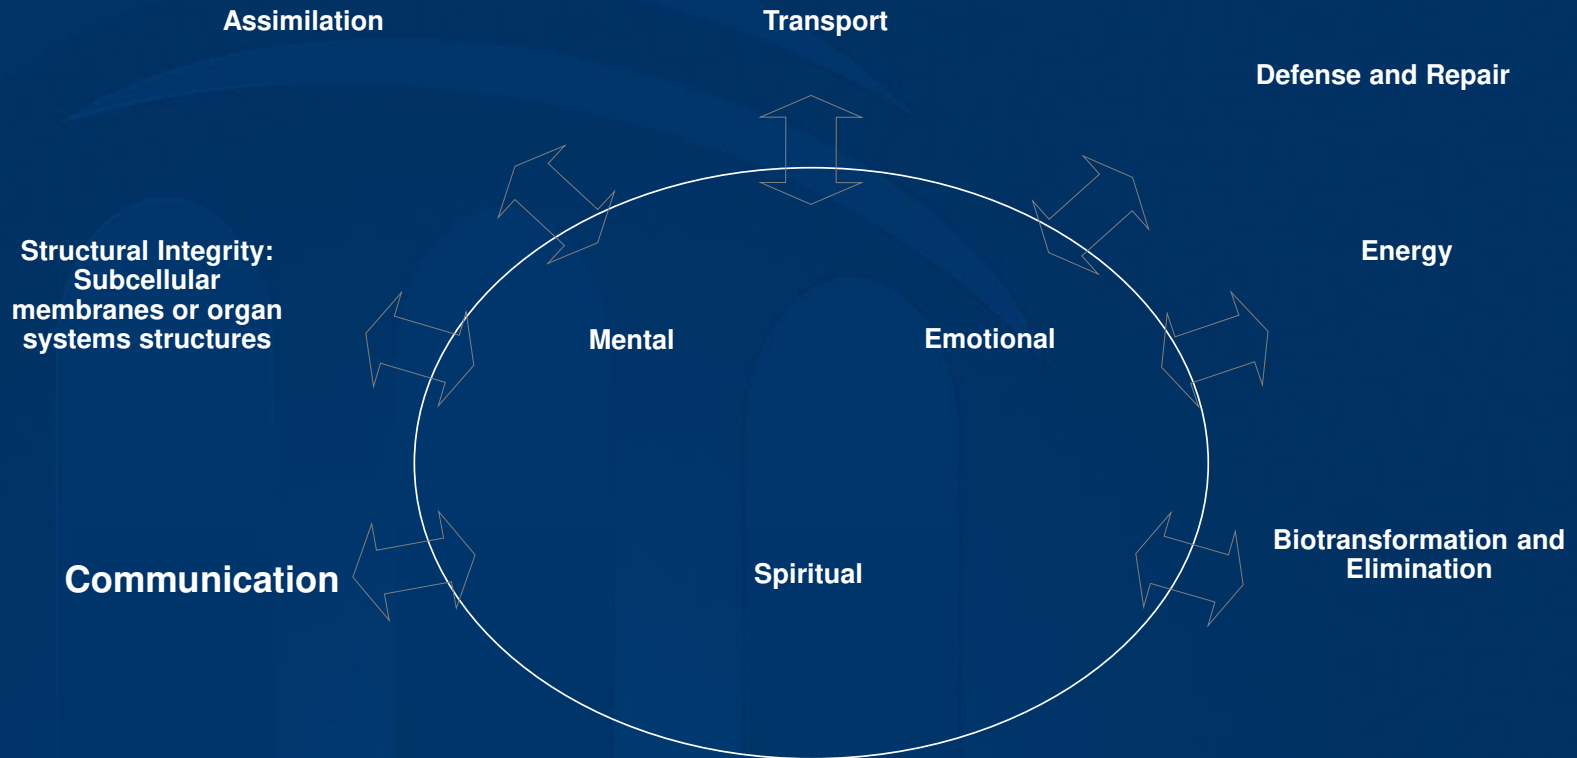 Assimilation
Transport
Defense and Repair
Structural Integrity:
Subcellular
membranes or organ
systems structures
Energy
Mental
Emotional
Communication
Spiritual
Biotransformation and
Elimination